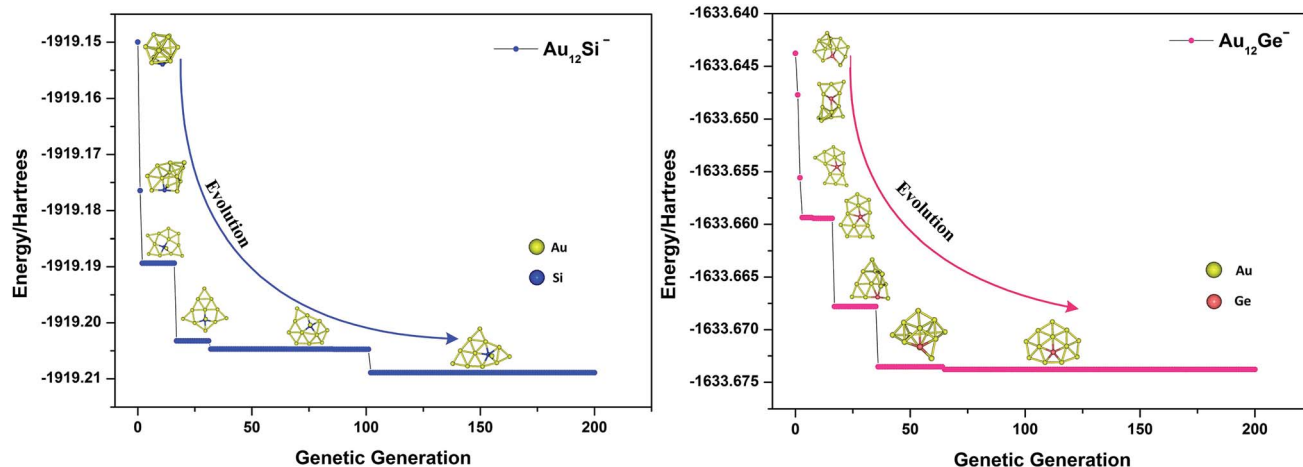 Energy/Hartrees
-1919.15
-1919.16
-1919.17
-1919.18
-1919.19
-1919.20
-1919.21
Au₁₂Si⁻
Evolution
Au
Si
0 50 100 150 200
Genetic Generation
Energy/Hartrees
-1633.640
-1633.645
-1633.650
-1633.655
-1633.660
-1633.665
-1633.670
-1633.675
Au₁₂Ge⁻
Evolution
Au
Ge
0 50 100 150 200
Genetic Generation